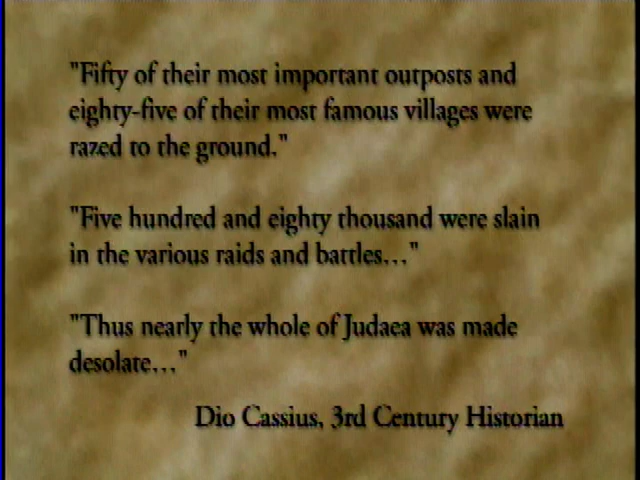 "Fifty of their most important outposts and
eighty-five of their most famous villages were
razed to the ground."
"Five hundred and eighty thousand were slain
in the various raids and battles..."
"Thus nearly the whole of Judaea was made
desolate..."
Dio Cassius, 3rd Century Historian